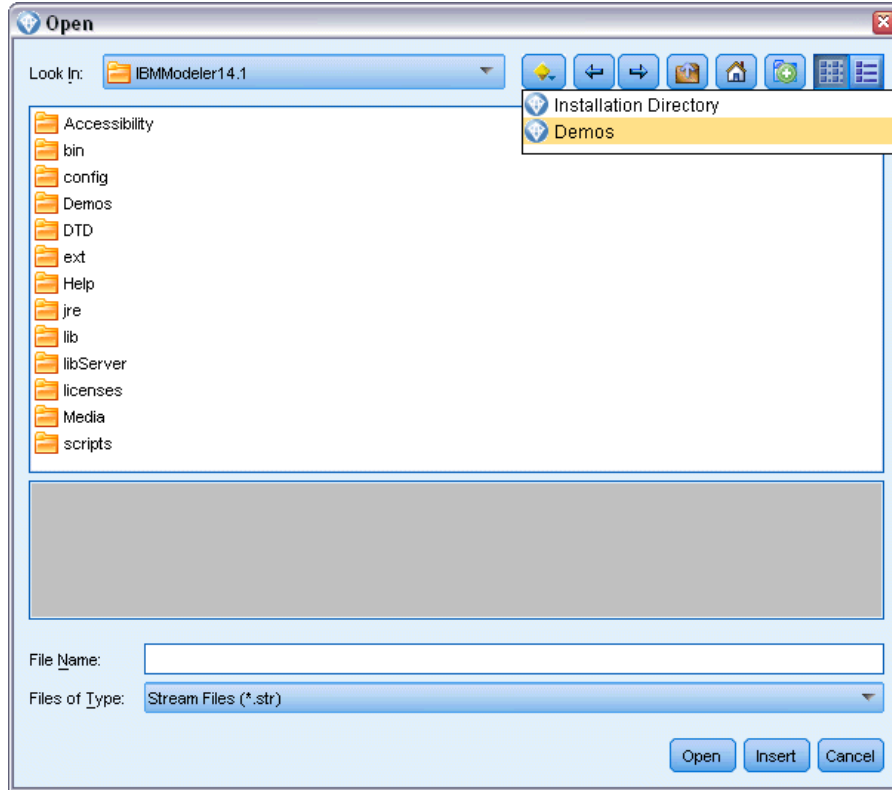 Open
Look In: IBMModeler14.1
Installation Directory
Demos
Accessibility
bin
config
Demos
DTD
ext
Help
jre
lib
libServer
licenses
Media
scripts
File Name:
Files of Type: Stream Files (*.str)
Open Insert Cancel